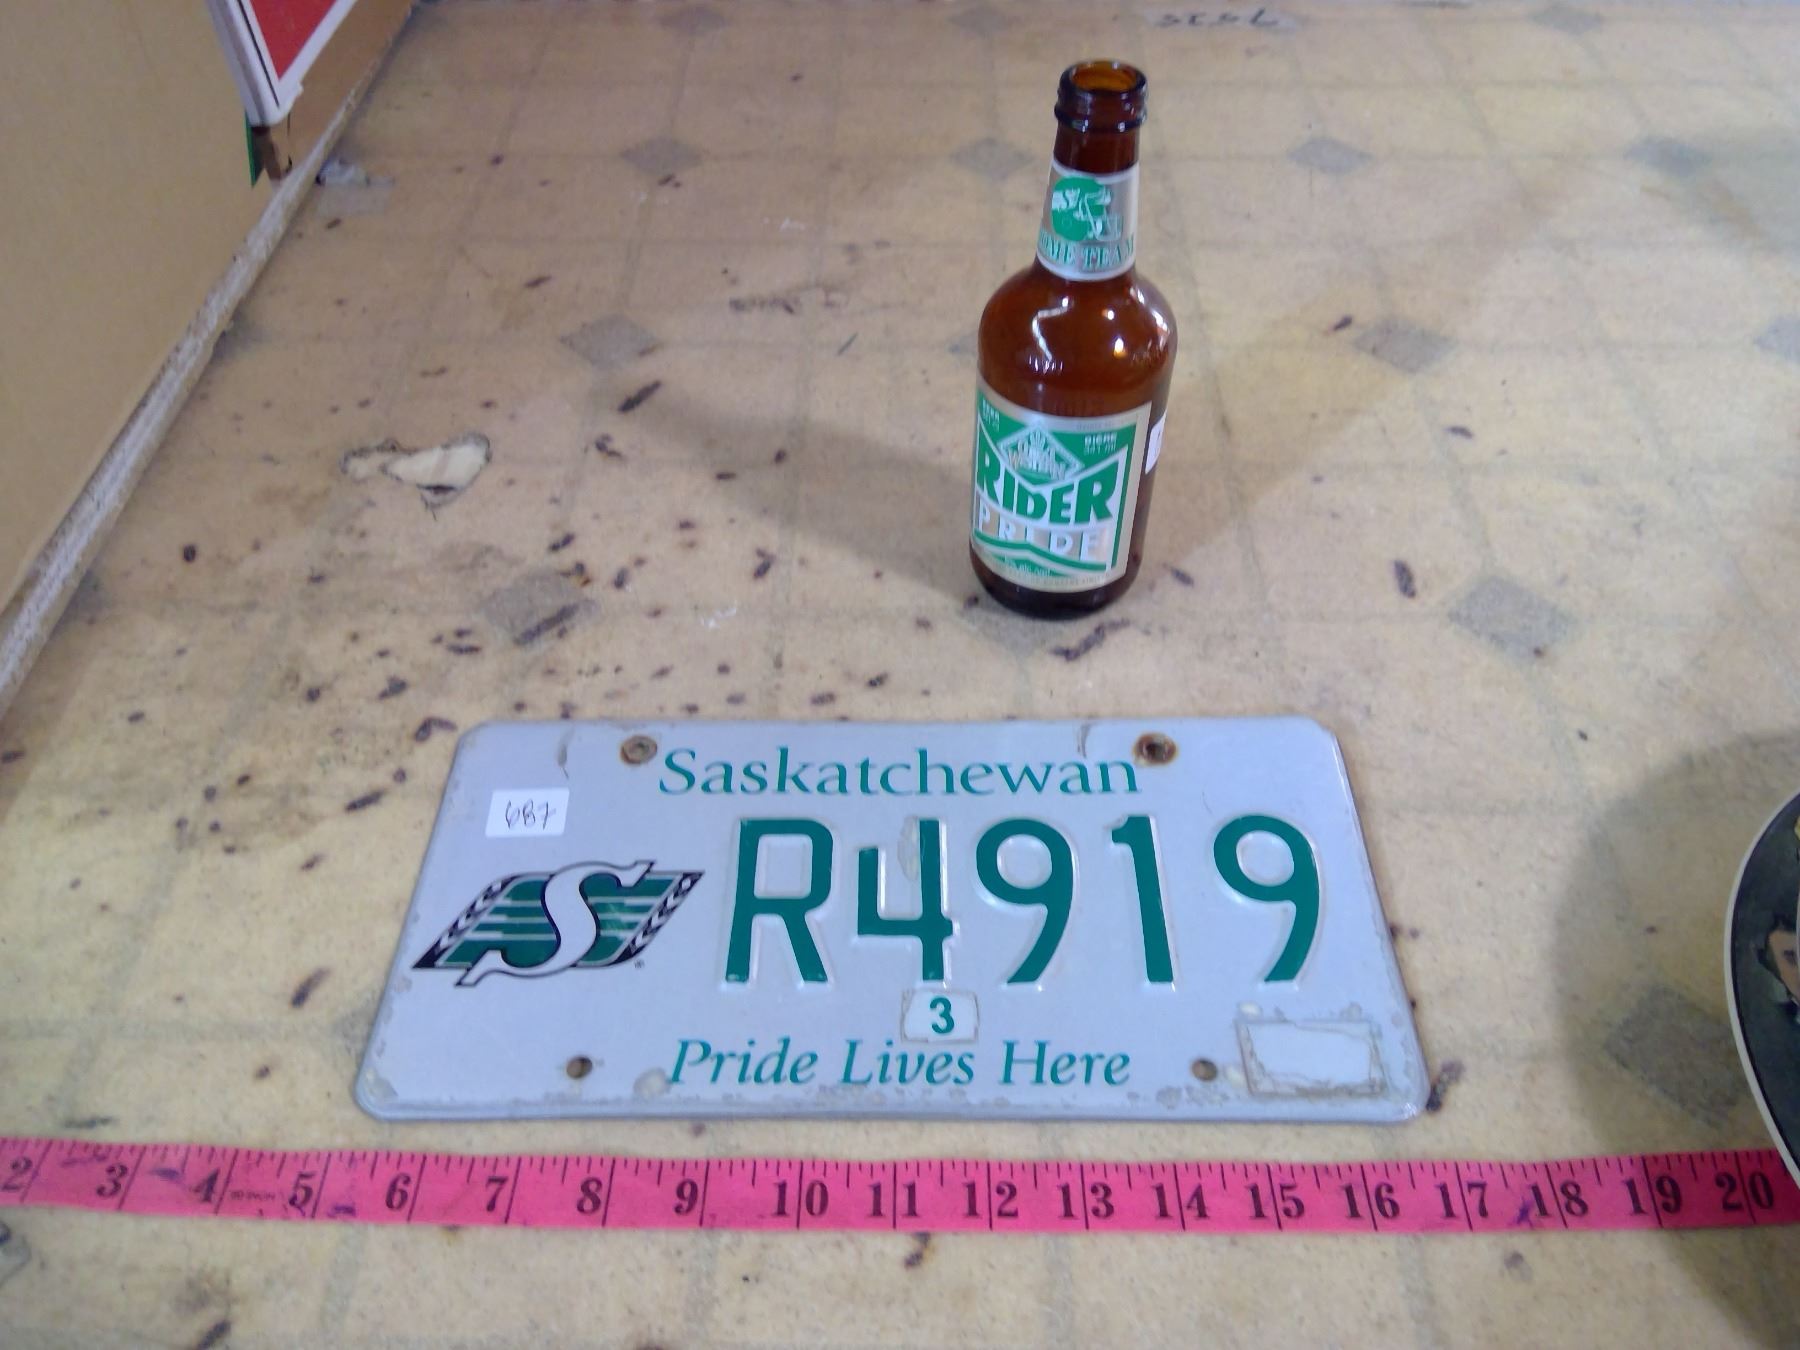 HOME TEAM
BIÈRE
RIDER
PRIDE
Saskatchewan
687
S
R4919
3
Pride Lives Here
2 3 4 5 6 7 8 9 10 11 12 13 14 15 16 17 18 19 20